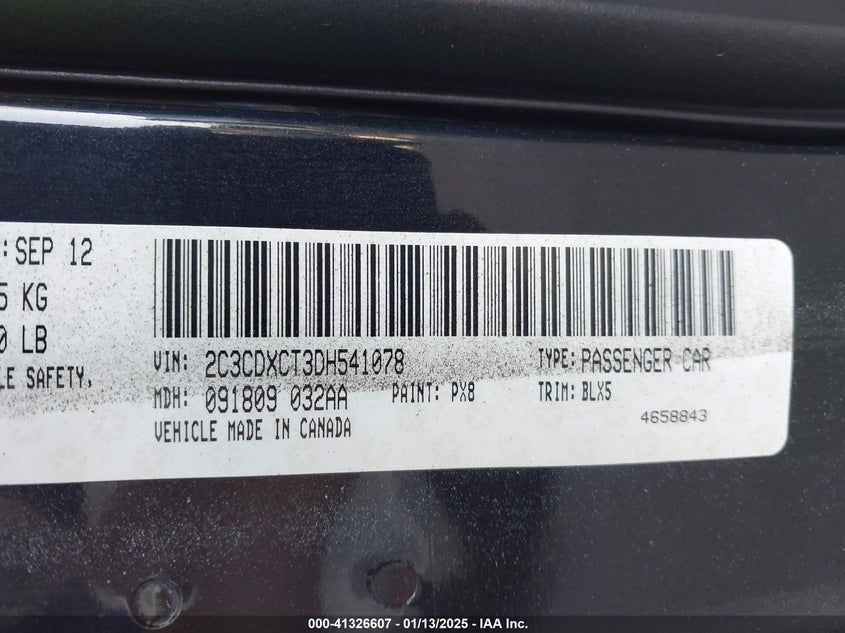 : SEP 12
5 KG
0 LB
LE SAFETY.
VIN: 2C3CDXCT3DH541078
TYPE: PASSENGER CAR
MDH: 091809 032AA
PAINT: PX8
TRIM: BLX5
VEHICLE MADE IN CANADA
4658843
000-41326607 - 01/13/2025 - IAA Inc.